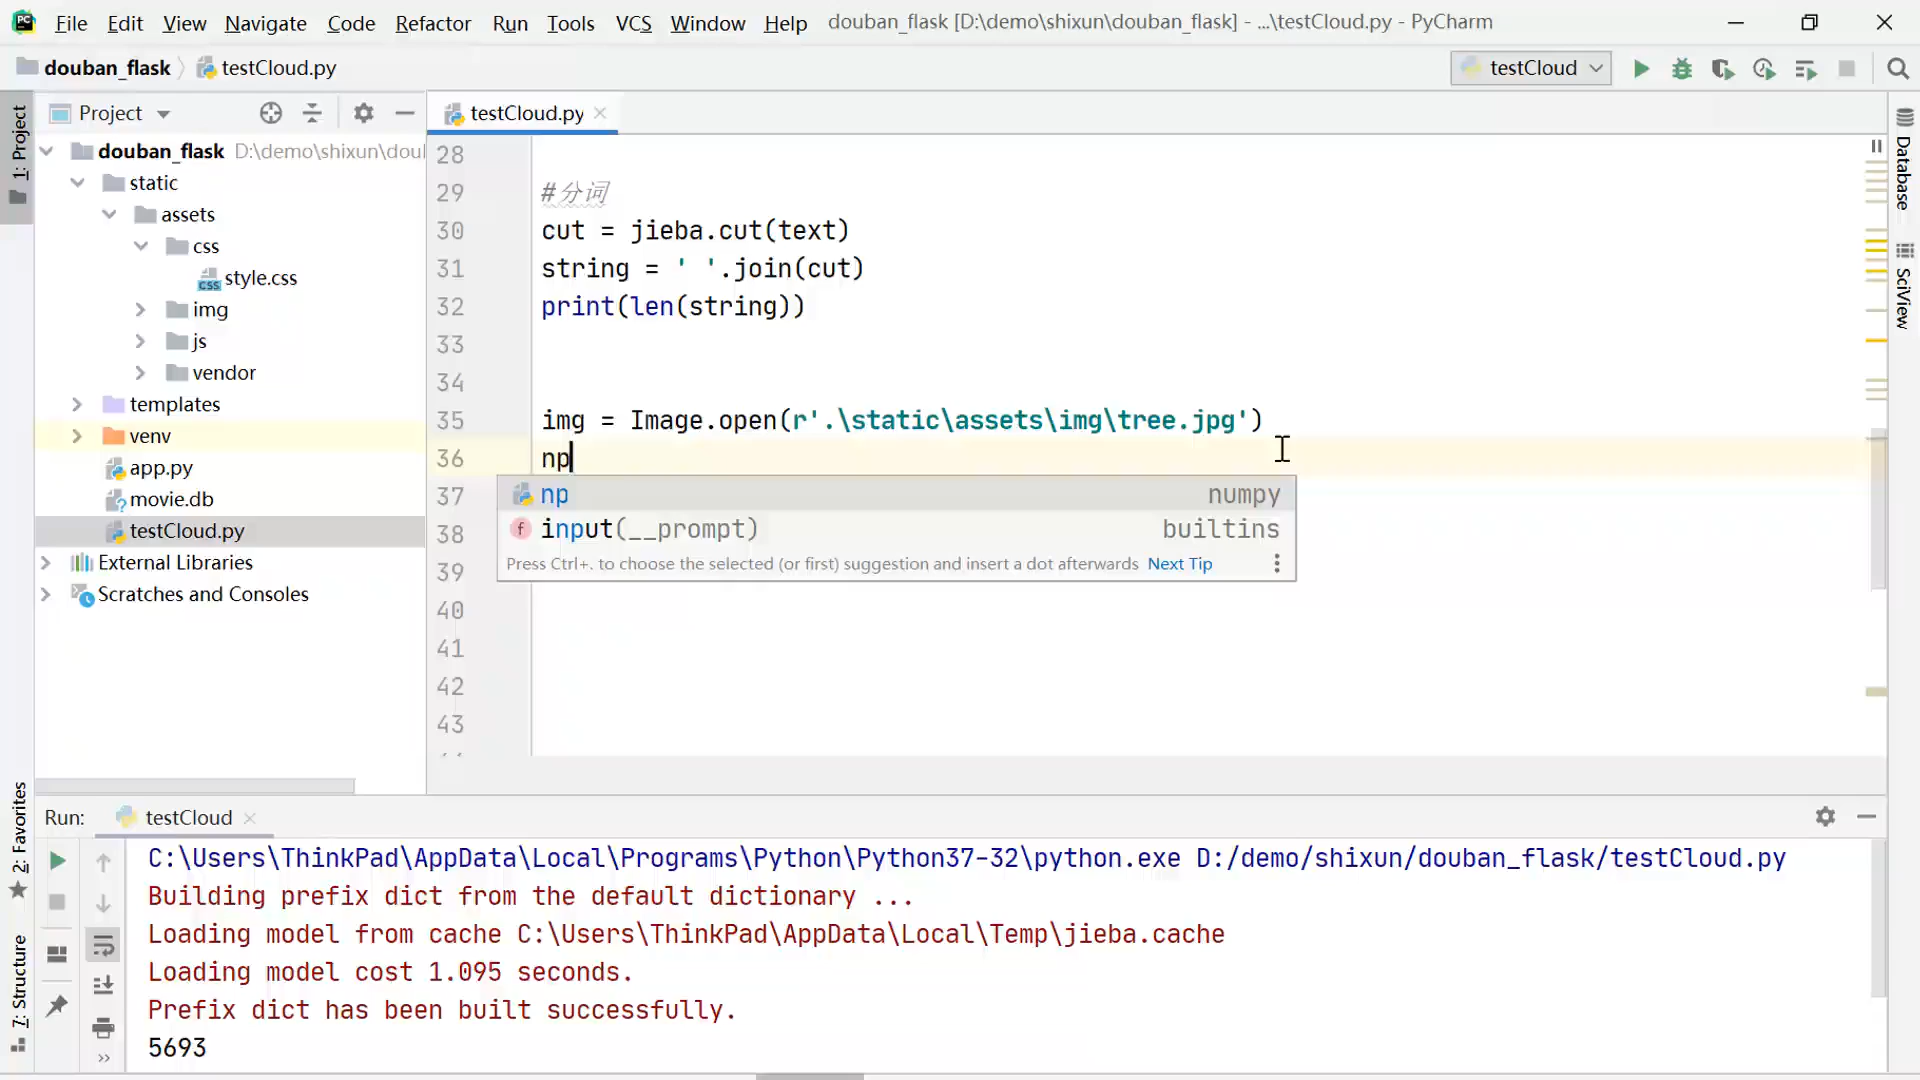 File Edit View Navigate Code Refactor Run Tools VCS Window Help douban_flask [D:\demo\shixun\douban_flask] - ...\testCloud.py - PyCharm
douban_flask testCloud.py testCloud
1: Project
Project
testCloud.py
douban_flask D:\demo\shixun\dou
static
assets
css
style.css
img
js
vendor
templates
venv
app.py
movie.db
testCloud.py
External Libraries
Scratches and Consoles
28
29 #分词
30 cut = jieba.cut(text)
31 string = ' '.join(cut)
32 print(len(string))
33
34
35 img = Image.open(r'.\static\assets\img\tree.jpg')
36 np
37
38
39
40
41
42
43
np numpy
input(__prompt) builtins
Press Ctrl+. to choose the selected (or first) suggestion and insert a dot afterwards Next Tip
Database
SciView
2: Favorites
7: Structure
Run: testCloud
C:\Users\ThinkPad\AppData\Local\Programs\Python\Python37-32\python.exe D:/demo/shixun/douban_flask/testCloud.py
Building prefix dict from the default dictionary ...
Loading model from cache C:\Users\ThinkPad\AppData\Local\Temp\jieba.cache
Loading model cost 1.095 seconds.
Prefix dict has been built successfully.
5693